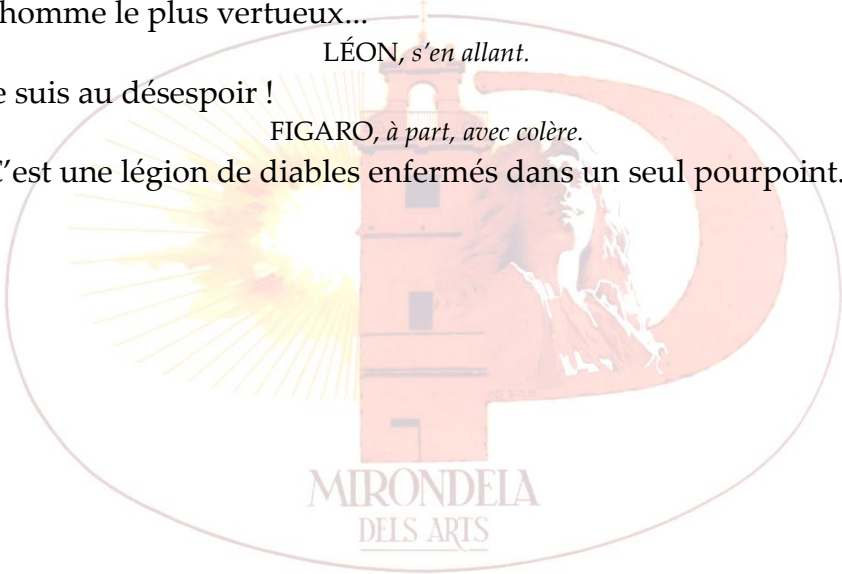 homme le plus vertueux...
LÉON, s’en allant.
e suis au désespoir !
FIGARO, à part, avec colère.
C’est une légion de diables enfermés dans un seul pourpoint.
MIRONDELA
DELS ARTS